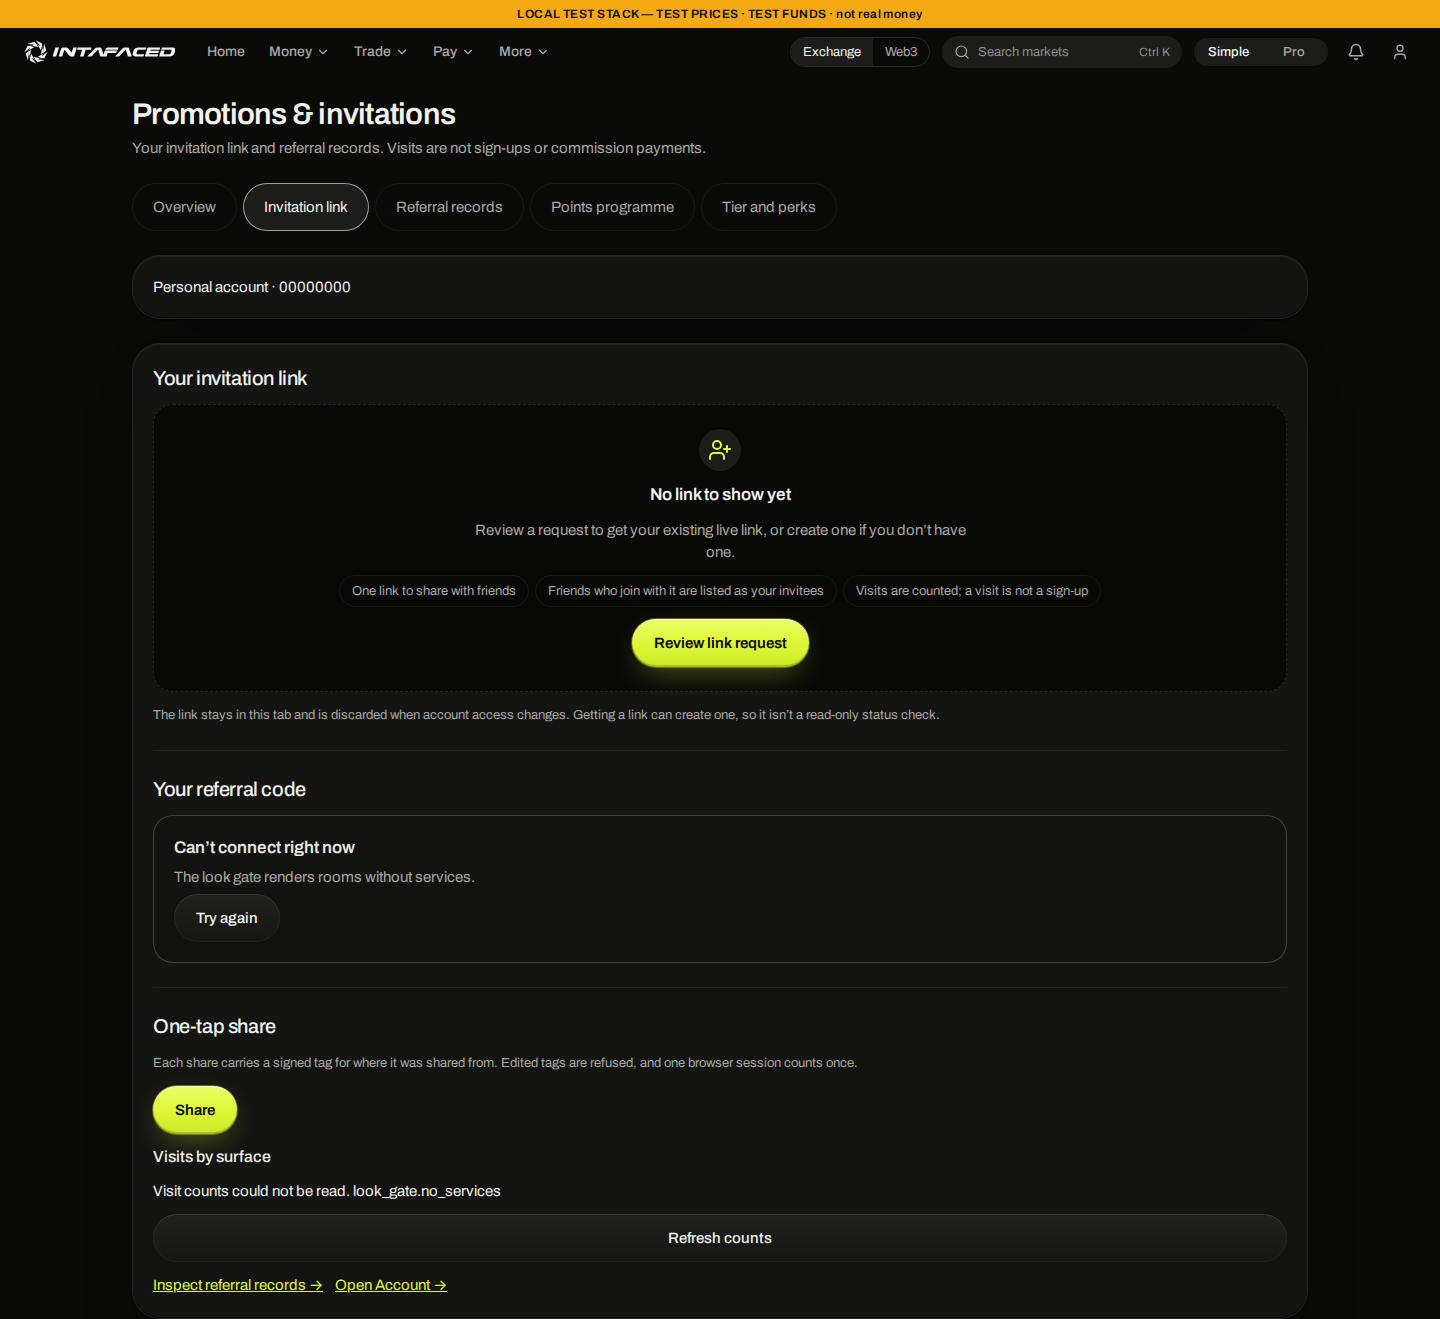 LOCAL TEST STACK — TEST PRICES · TEST FUNDS · not real money
INTAFACED
Home
Money
Trade
Pay
More
Exchange
Web3
Search markets
Ctrl K
Simple
Pro
Promotions & invitations
Your invitation link and referral records. Visits are not sign-ups or commission payments.
Overview
Invitation link
Referral records
Points programme
Tier and perks
Personal account · 00000000
Your invitation link
No link to show yet
Review a request to get your existing live link, or create one if you don’t have
one.
One link to share with friends
Friends who join with it are listed as your invitees
Visits are counted; a visit is not a sign-up
Review link request
The link stays in this tab and is discarded when account access changes. Getting a link can create one, so it isn’t a read-only status check.
Your referral code
Can’t connect right now
The look gate renders rooms without services.
Try again
One-tap share
Each share carries a signed tag for where it was shared from. Edited tags are refused, and one browser session counts once.
Share
Visits by surface
Visit counts could not be read. look_gate.no_services
Refresh counts
Inspect referral records →
Open Account →